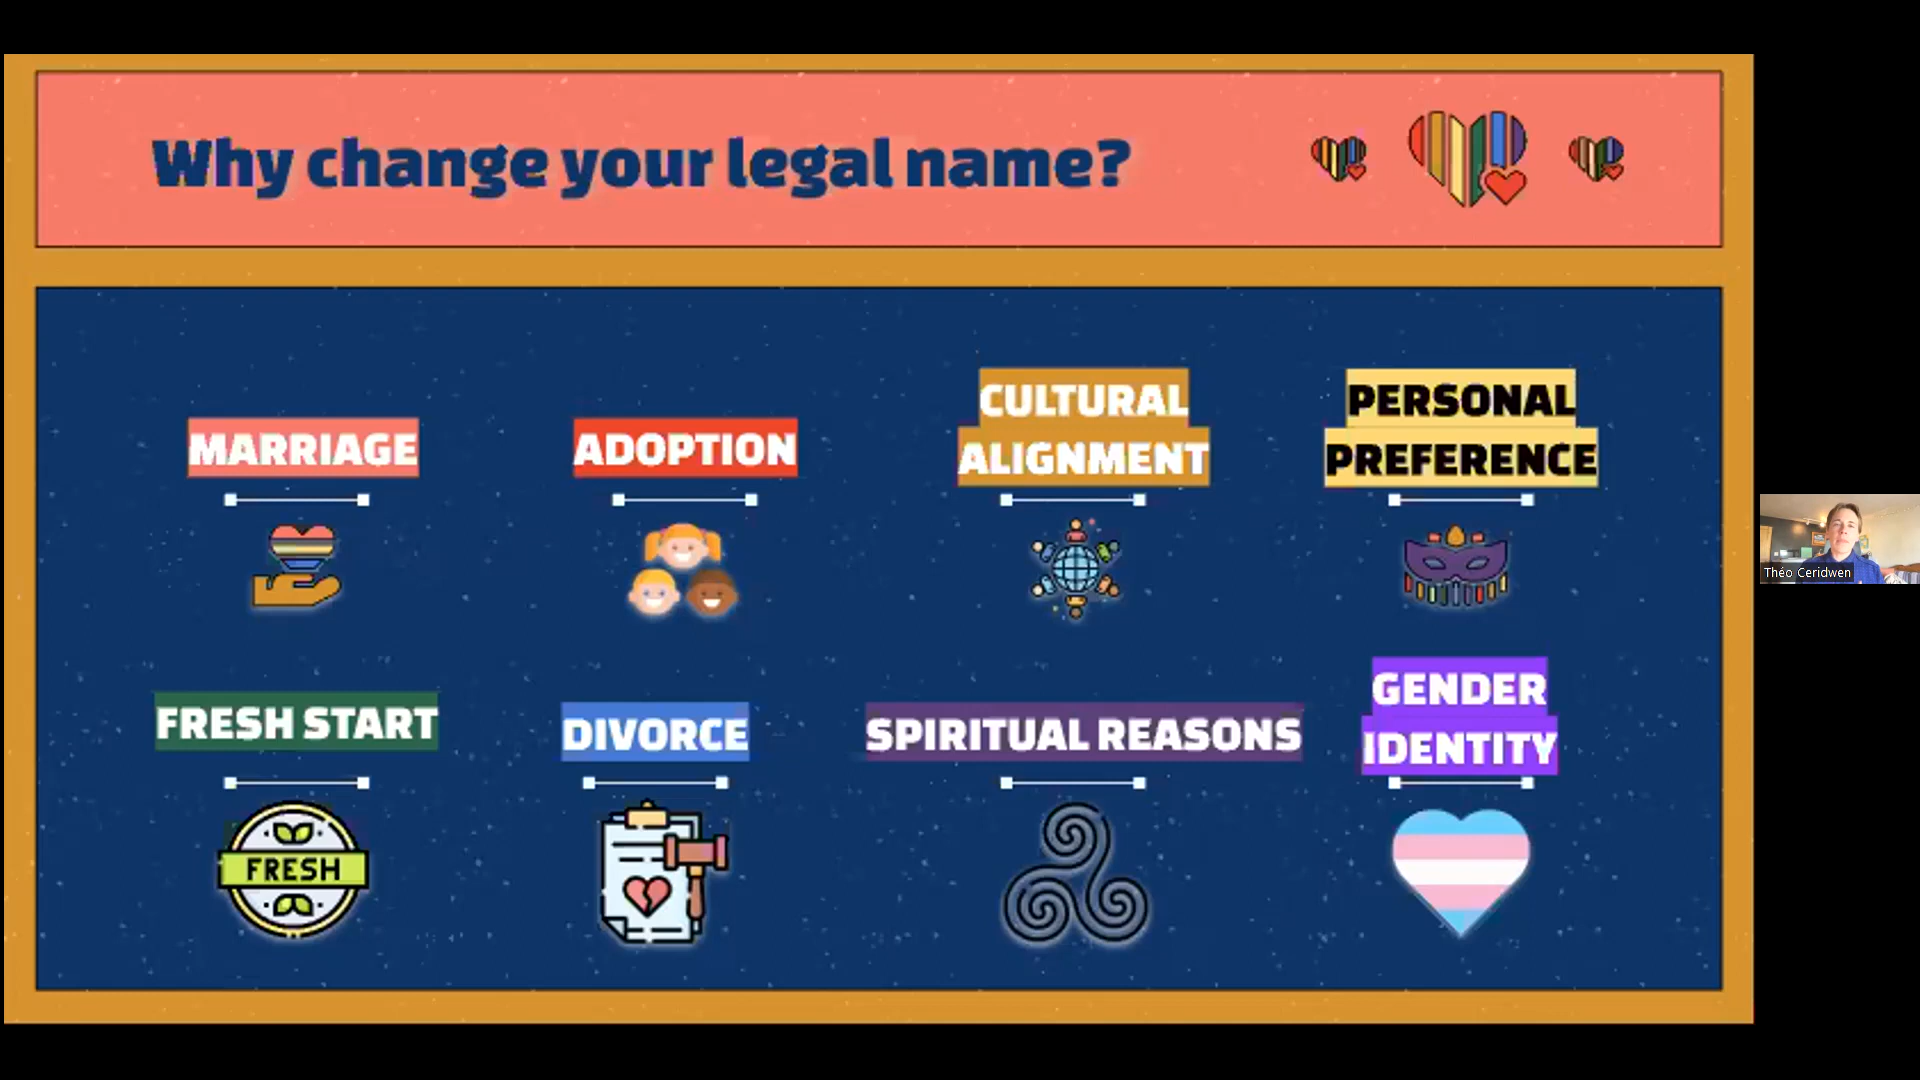 Why change your legal name?
MARRIAGE
ADOPTION
CULTURAL
ALIGNMENT
PERSONAL
PREFERENCE
FRESH START
FRESH
DIVORCE
SPIRITUAL REASONS
GENDER
IDENTITY
Théo Ceridwen